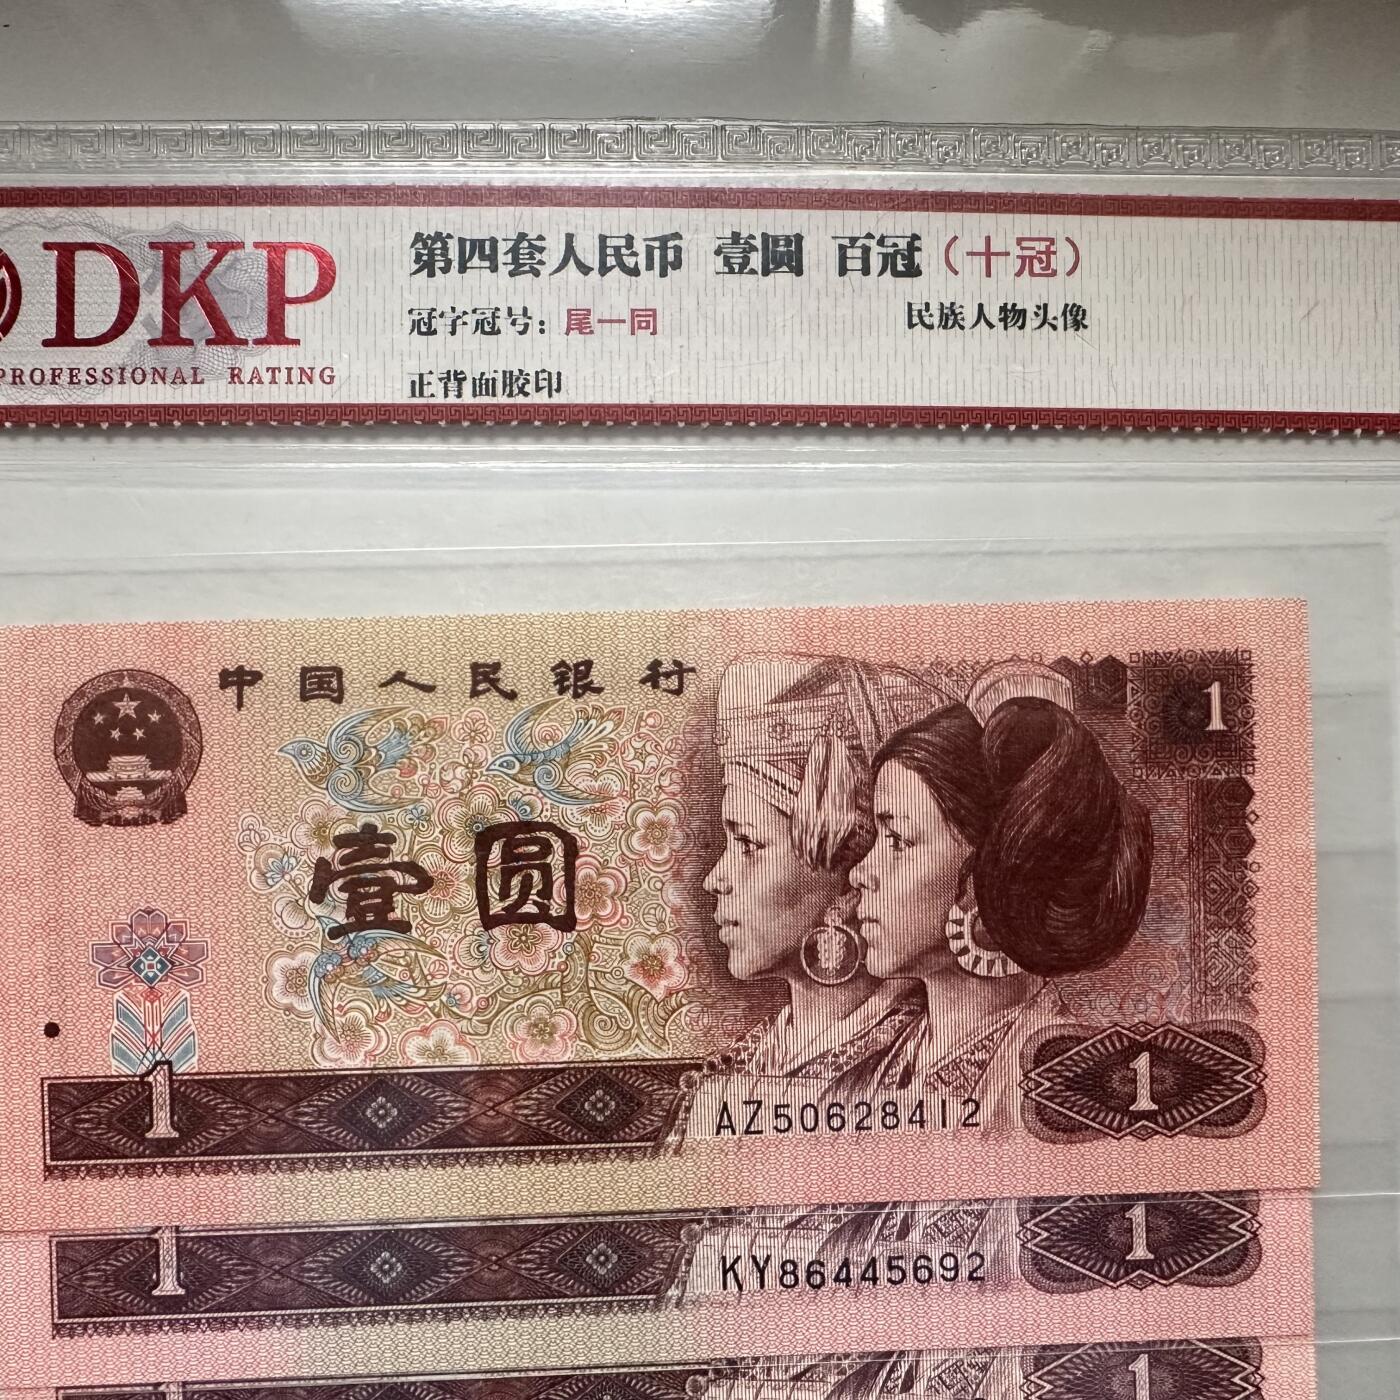 DKP
PROFESSIONAL RATING
第四套人民币 壹圆 百冠（十冠）
冠字冠号：尾一同
民族人物头像
正背面胶印
中国人民银行
1
壹圆
1
AZ50628412
1
1
KY86445692
1
1
1